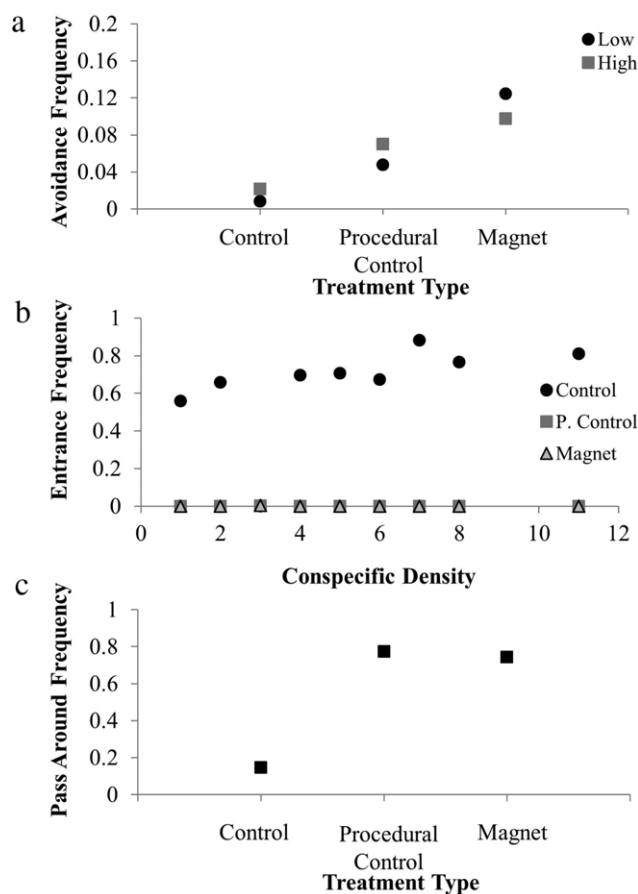 a
Avoidance Frequency
0.2
0.16
0.12
0.08
0.04
0
Low
High
Control
Procedural
Control
Magnet
Treatment Type
b
Entrance Frequency
1
0.8
0.6
0.4
0.2
0
Control
P. Control
Magnet
0 2 4 6 8 10 12
Conspecific Density
c
Pass Around Frequency
1
0.8
0.6
0.4
0.2
0
Control
Procedural
Control
Magnet
Treatment Type